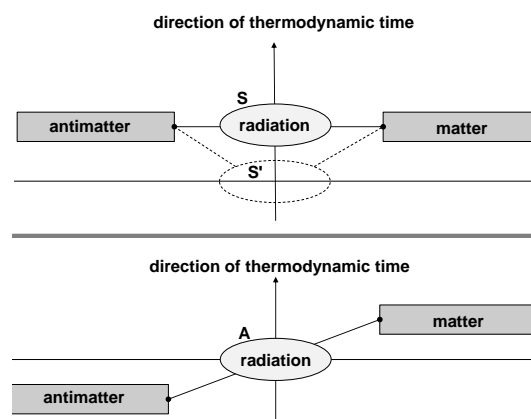 direction of thermodynamic time
S
antimatter
radiation
matter
S'
direction of thermodynamic time
matter
A
radiation
antimatter